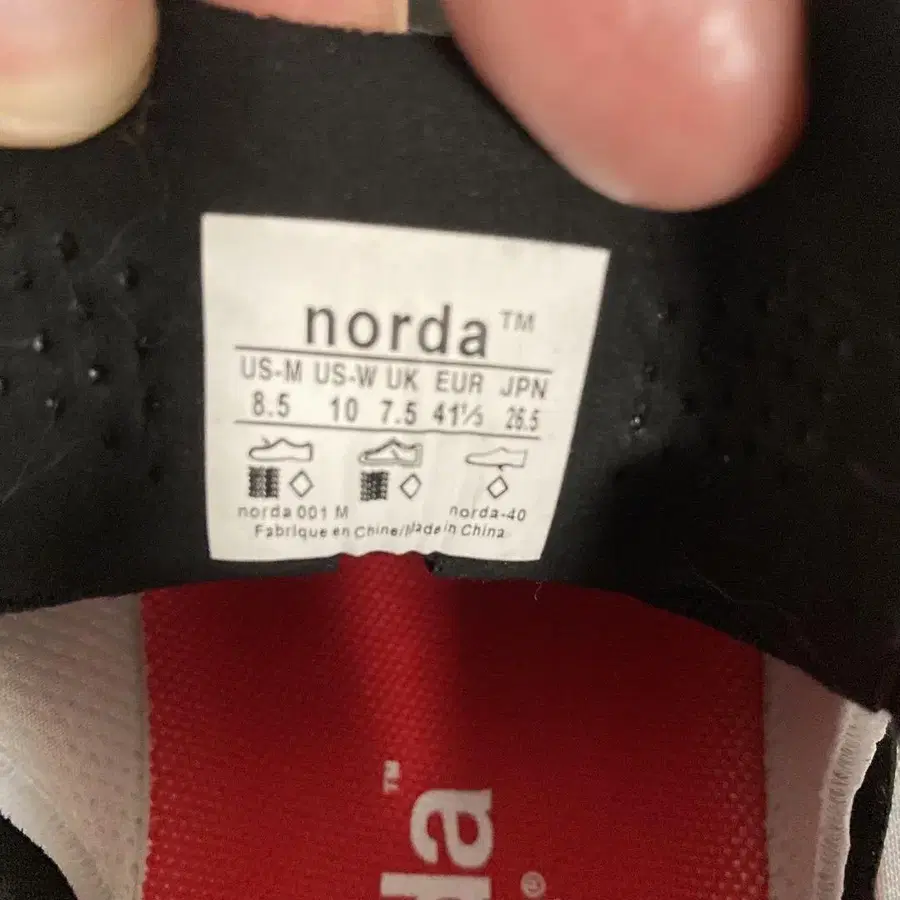 norda™
US-M US-W UK EUR JPN
8.5 10 7.5 41⅓ 26.5
norda 001 M norda-40
Fabrique en Chine/Made in China
da™
®